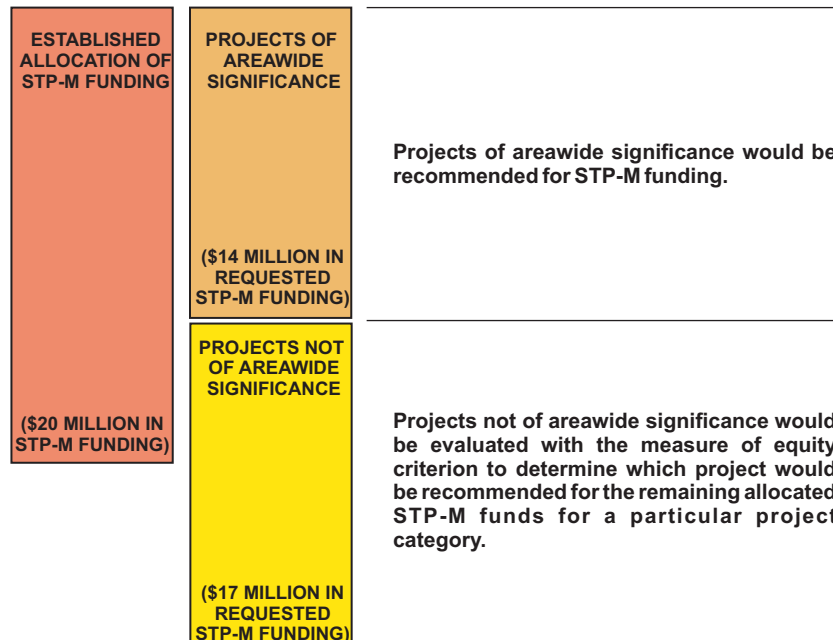 ESTABLISHED
ALLOCATION OF
STP-M FUNDING
($20 MILLION IN
STP-M FUNDING)
PROJECTS OF
AREAWIDE
SIGNIFICANCE
($14 MILLION IN
REQUESTED
STP-M FUNDING)
Projects of areawide significance would be
recommended for STP-M funding.
PROJECTS NOT
OF AREAWIDE
SIGNIFICANCE
($17 MILLION IN
REQUESTED
STP-M FUNDING)
Projects not of areawide significance would
be evaluated with the measure of equity
criterion to determine which project would
be recommended for the remaining allocated
STP-M funds for a particular project
category.